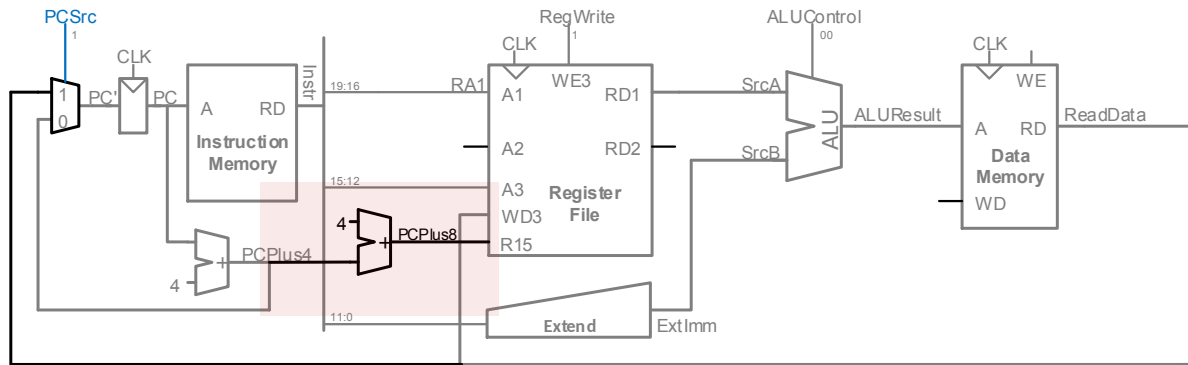 PCSrc
1
RegWrite
1
ALUControl
00
CLK
CLK
CLK
1
0
PC'
PC
A
RD
Instruction
Memory
Instr
19:16
RA1
A1
WE3
RD1
A2
RD2
15:12
A3
WD3
R15
Register
File
SrcA
SrcB
ALU
ALUResult
WE
A
RD
Data
Memory
WD
ReadData
4
+
PCPlus8
4
+
PCPlus4
11:0
Extend
ExtImm